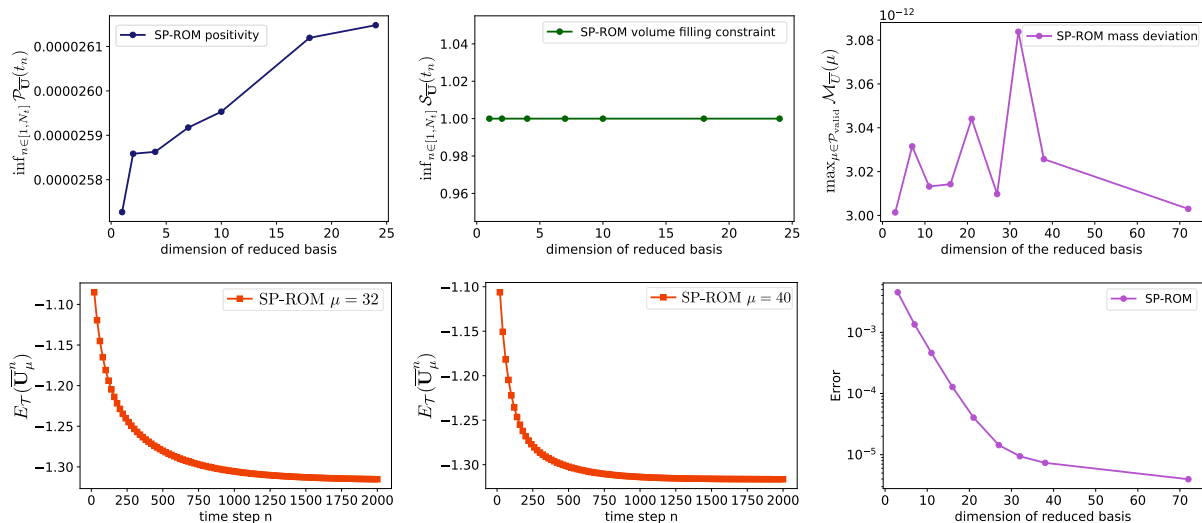 10⁻¹²
SP-ROM positivity
SP-ROM volume filling constraint
SP-ROM mass deviation
0.0000261
0.0000260
0.0000259
0.0000258
inf_{n∈[1,N_t]} 𝒫_{\overline{U}}(t_n)
0 5 10 15 20 25
dimension of reduced basis
1.04
1.02
1.00
0.98
0.96
inf_{n∈[1,N_t]} 𝒮_{\overline{U}}(t_n)
0 5 10 15 20 25
dimension of reduced basis
3.08
3.06
3.04
3.02
3.00
max_{μ∈𝒫_valid} ℳ_{\overline{U}}(μ)
0 10 20 30 40 50 60 70
dimension of the reduced basis
SP-ROM μ = 32
−1.10
−1.15
−1.20
−1.25
−1.30
E_𝒯(\overline{U}_μ^n)
0 250 500 750 1000 1250 1500 1750 2000
time step n
SP-ROM μ = 40
−1.10
−1.15
−1.20
−1.25
−1.30
E_𝒯(\overline{U}_μ^n)
0 250 500 750 1000 1250 1500 1750 2000
time step n
SP-ROM
10⁻³
10⁻⁴
10⁻⁵
Error
0 10 20 30 40 50 60 70
dimension of reduced basis